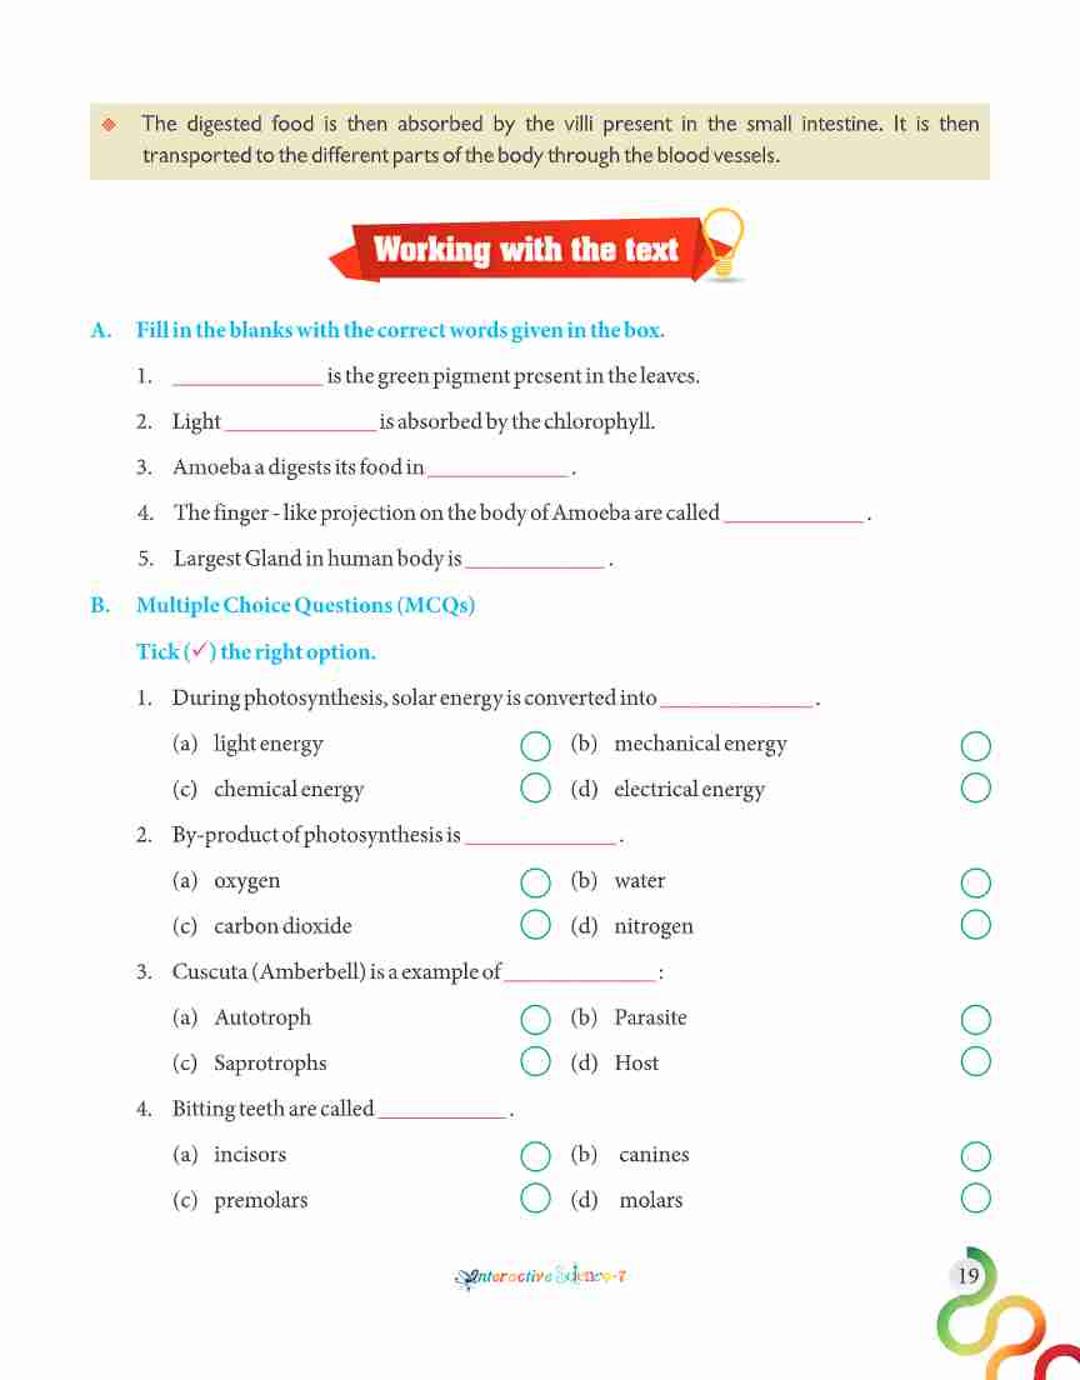 The digested food is then absorbed by the villi present in the small intestine. It is then
transported to the different parts of the body through the blood vessels.
Working with the text
A. Fill in the blanks with the correct words given in the box.
1. ____________ is the green pigment present in the leaves.
2. Light ____________ is absorbed by the chlorophyll.
3. Amoeba a digests its food in ____________ .
4. The finger - like projection on the body of Amoeba are called ____________ .
5. Largest Gland in human body is ____________ .
B. Multiple Choice Questions (MCQs)
Tick (✓) the right option.
1. During photosynthesis, solar energy is converted into ____________ .
(a) light energy (b) mechanical energy
(c) chemical energy (d) electrical energy
2. By-product of photosynthesis is ____________ .
(a) oxygen (b) water
(c) carbon dioxide (d) nitrogen
3. Cuscuta (Amberbell) is a example of ____________ :
(a) Autotroph (b) Parasite
(c) Saprotrophs (d) Host
4. Bitting teeth are called ____________ .
(a) incisors (b) canines
(c) premolars (d) molars
Interactive Science-7
19